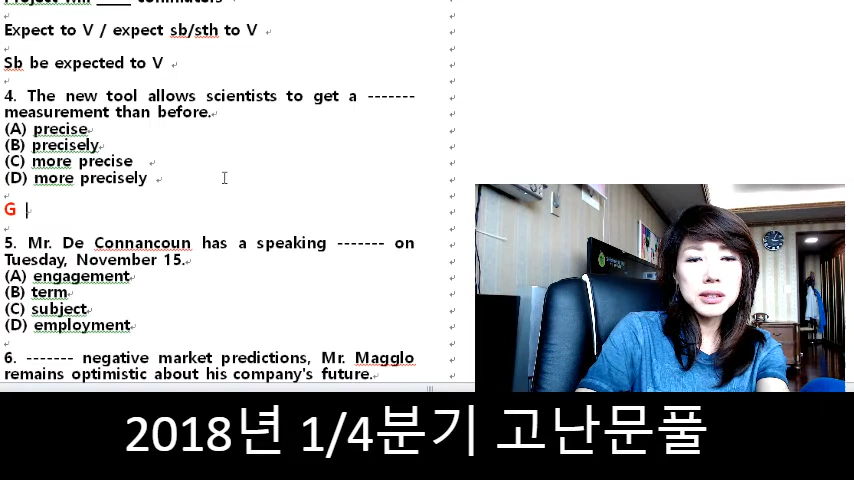 Expect to V / expect sb/sth to V
Sb be expected to V
4. The new tool allows scientists to get a -------
measurement than before.
(A) precise
(B) precisely
(C) more precise
(D) more precisely
G
5. Mr. De Connancoun has a speaking ------- on
Tuesday, November 15.
(A) engagement
(B) term
(C) subject
(D) employment
6. ------- negative market predictions, Mr. Magglo
remains optimistic about his company's future.
2018년 1/4분기 고난문풀